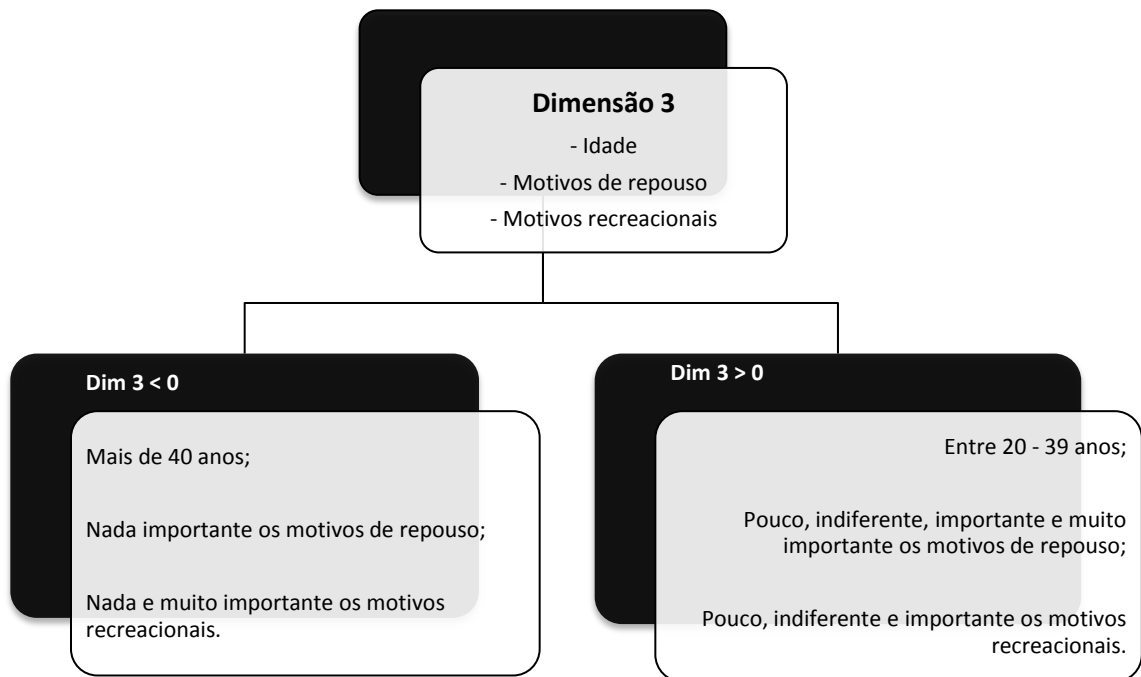 Dimensão 3
- Idade
- Motivos de repouso
- Motivos recreacionais
Dim 3 < 0
Mais de 40 anos;
Nada importante os motivos de repouso;
Nada e muito importante os motivos
recreacionais.
Dim 3 > 0
Entre 20 - 39 anos;
Pouco, indiferente, importante e muito
importante os motivos de repouso;
Pouco, indiferente e importante os motivos
recreacionais.